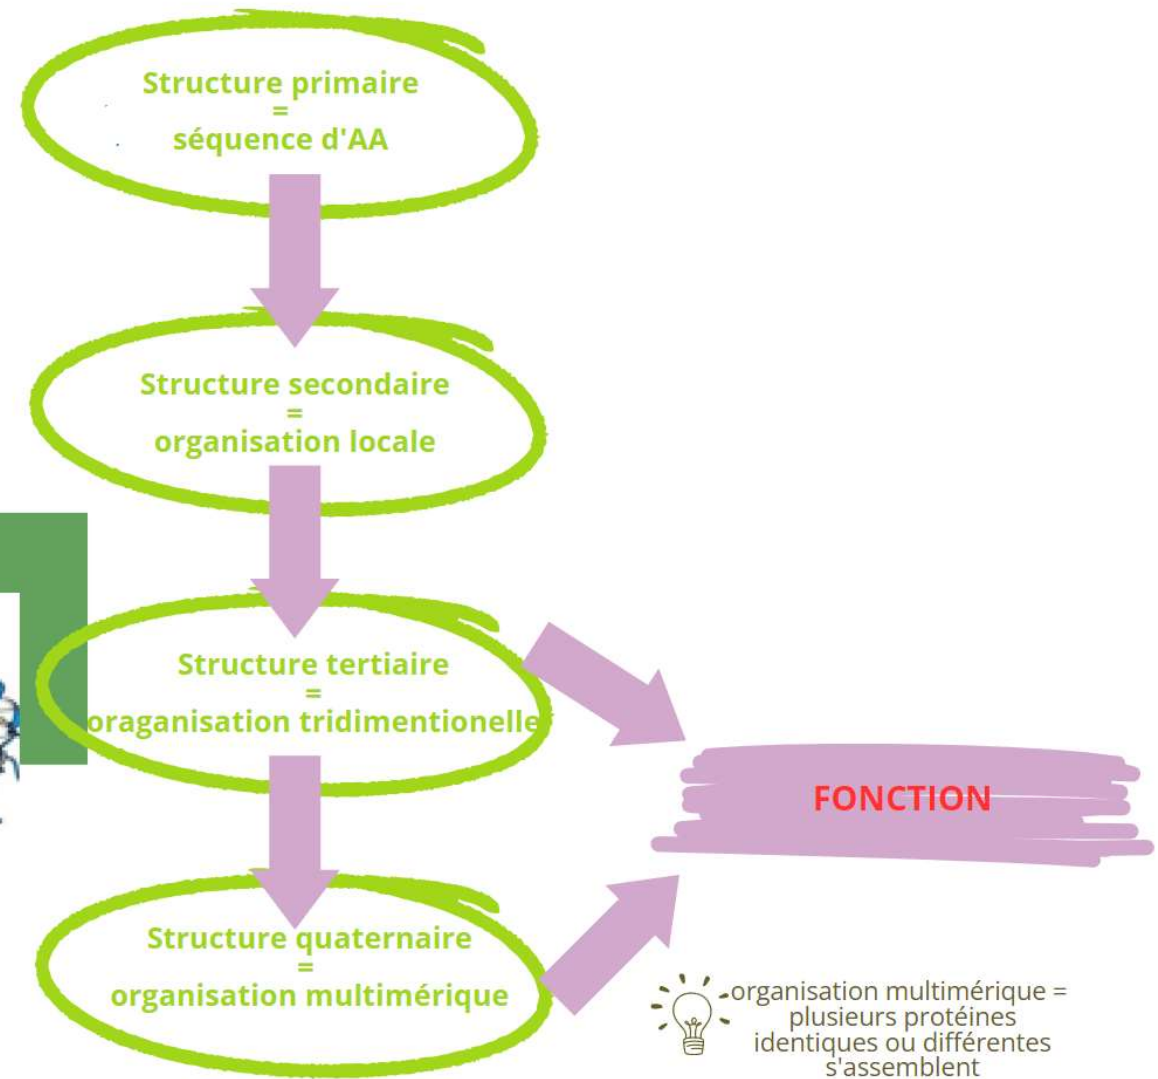 Structure primaire
=
séquence d'AA
Structure secondaire
=
organisation locale
Structure tertiaire
=
oraganisation tridimentionelle
FONCTION
Structure quaternaire
=
organisation multimérique
organisation multimérique =
plusieurs protéines
identiques ou différentes
s'assemblent